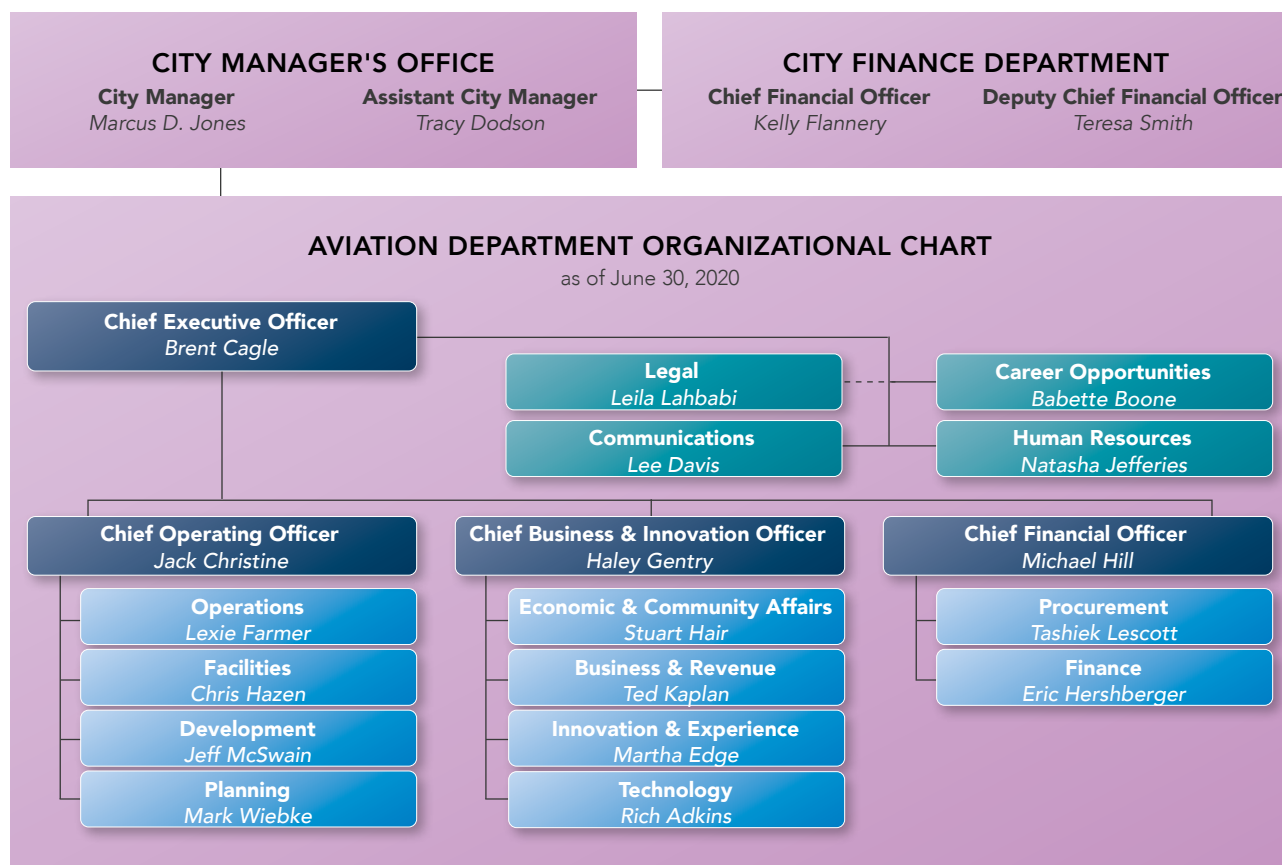 CITY MANAGER'S OFFICE
City Manager
Marcus D. Jones
Assistant City Manager
Tracy Dodson
CITY FINANCE DEPARTMENT
Chief Financial Officer
Kelly Flannery
Deputy Chief Financial Officer
Teresa Smith
AVIATION DEPARTMENT ORGANIZATIONAL CHART
as of June 30, 2020
Chief Executive Officer
Brent Cagle
Legal
Leila Lahbabi
Career Opportunities
Babette Boone
Communications
Lee Davis
Human Resources
Natasha Jefferies
Chief Operating Officer
Jack Christine
Operations
Lexie Farmer
Facilities
Chris Hazen
Development
Jeff McSwain
Planning
Mark Wiebke
Chief Business & Innovation Officer
Haley Gentry
Economic & Community Affairs
Stuart Hair
Business & Revenue
Ted Kaplan
Innovation & Experience
Martha Edge
Technology
Rich Adkins
Chief Financial Officer
Michael Hill
Procurement
Tashiek Lescott
Finance
Eric Hershberger